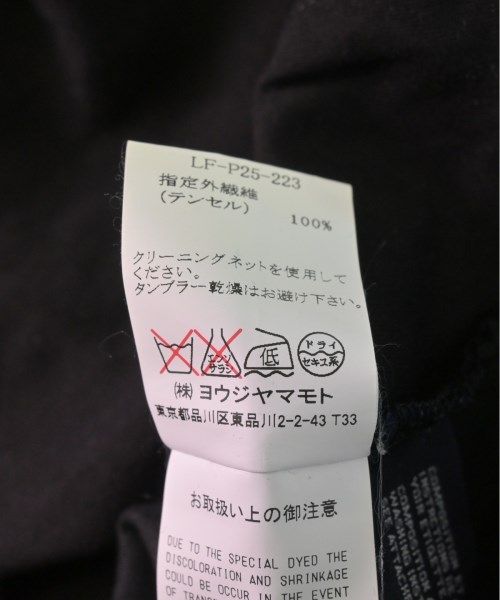 LF-P25-223
指定外繊維
(テンセル)
100%
クリーニングネットを使用して
ください。
タンブラー乾燥はお避け下さい。
エンソ
サラシ
低
ドライ
セキユ系
(株)ヨウジヤマモト
東京都品川区東品川2-2-43 T33
お取扱い上の御注意
DUE TO THE SPECIAL DYED THE
DISCOLORATION AND SHRINKAGE
COULD BE OCCUR IN THE EVENT